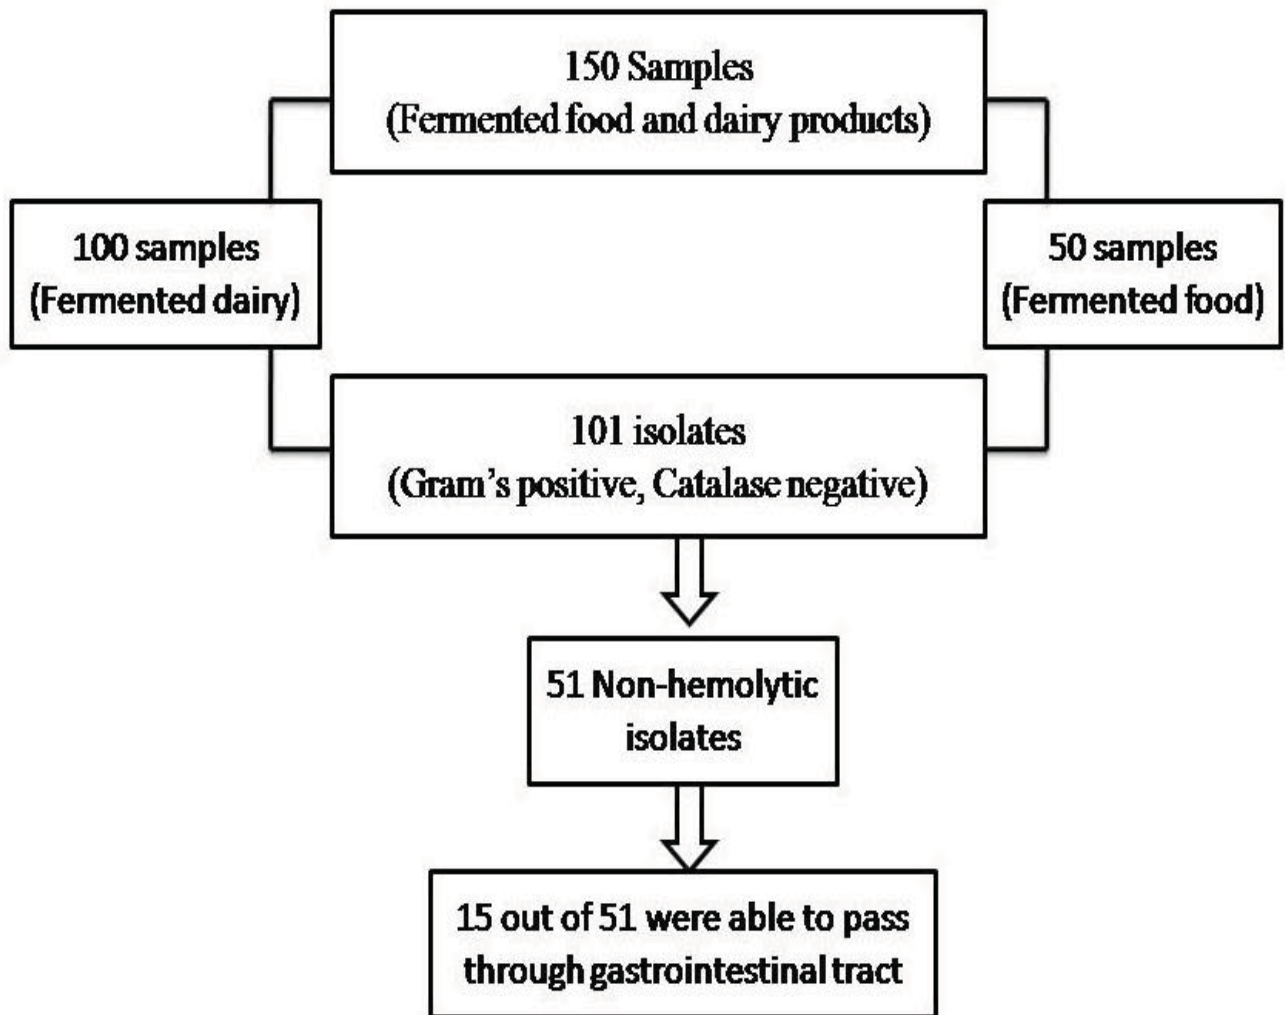 150 Samples
(Fermented food and dairy products)
100 samples
(Fermented dairy)
50 samples
(Fermented food)
101 isolates
(Gram’s positive, Catalase negative)
51 Non-hemolytic
isolates
15 out of 51 were able to pass
through gastrointestinal tract